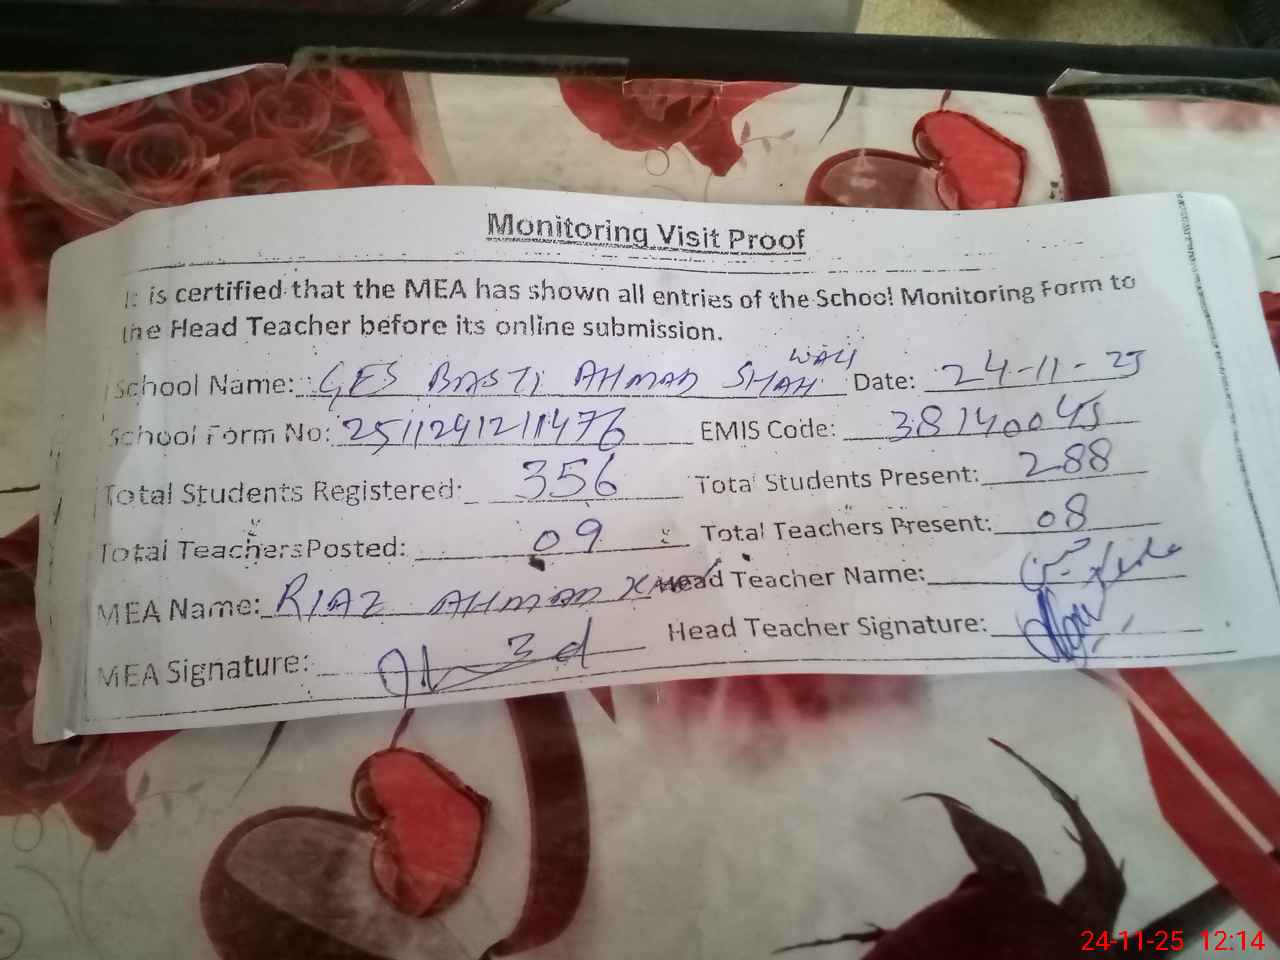 Monitoring Visit Proof
It is certified that the MEA has shown all entries of the School Monitoring Form to
the Head Teacher before its online submission.
School Name: GES BASTI AHMAD SHAH WALI Date: 24-11-25
School Form No: 2511241211476 EMIS Code: 38140045
Total Students Registered: 356 Total Students Present: 288
Total Teachers Posted: 09 Total Teachers Present: 08
MEA Name: RIAZ AHMAD KHAN Head Teacher Name:
MEA Signature: Head Teacher Signature:
24-11-25 12:14